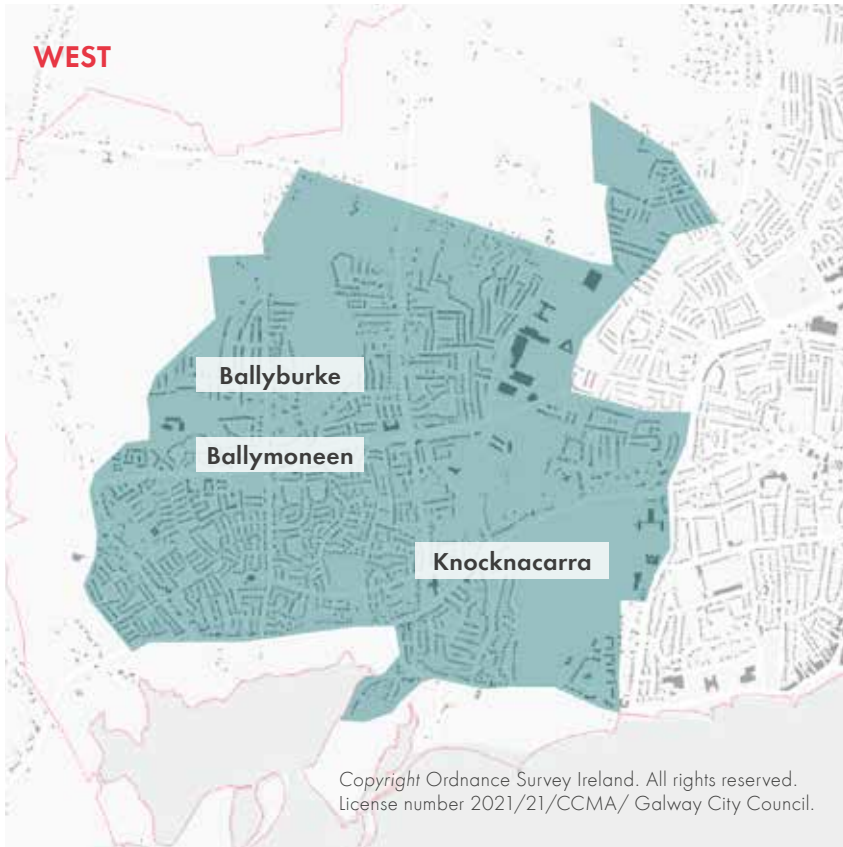 WEST
Ballyburke
Ballymoneen
Knocknacarra
Copyright Ordnance Survey Ireland. All rights reserved.
License number 2021/21/CCMA/ Galway City Council.